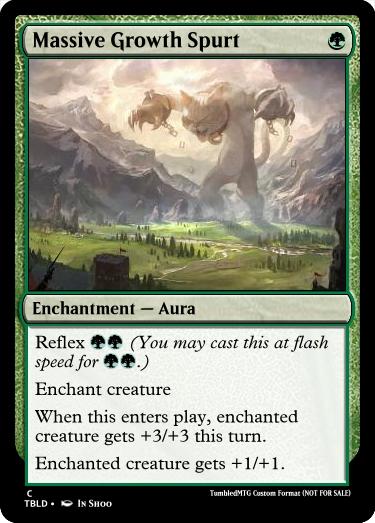 Massive Growth Spurt
Enchantment — Aura
Reflex (You may cast this at flash
speed for .)
Enchant creature
When this enters play, enchanted
creature gets +3/+3 this turn.
Enchanted creature gets +1/+1.
C
TBLD • In Shoo
TumbledMTG Custom Format (NOT FOR SALE)